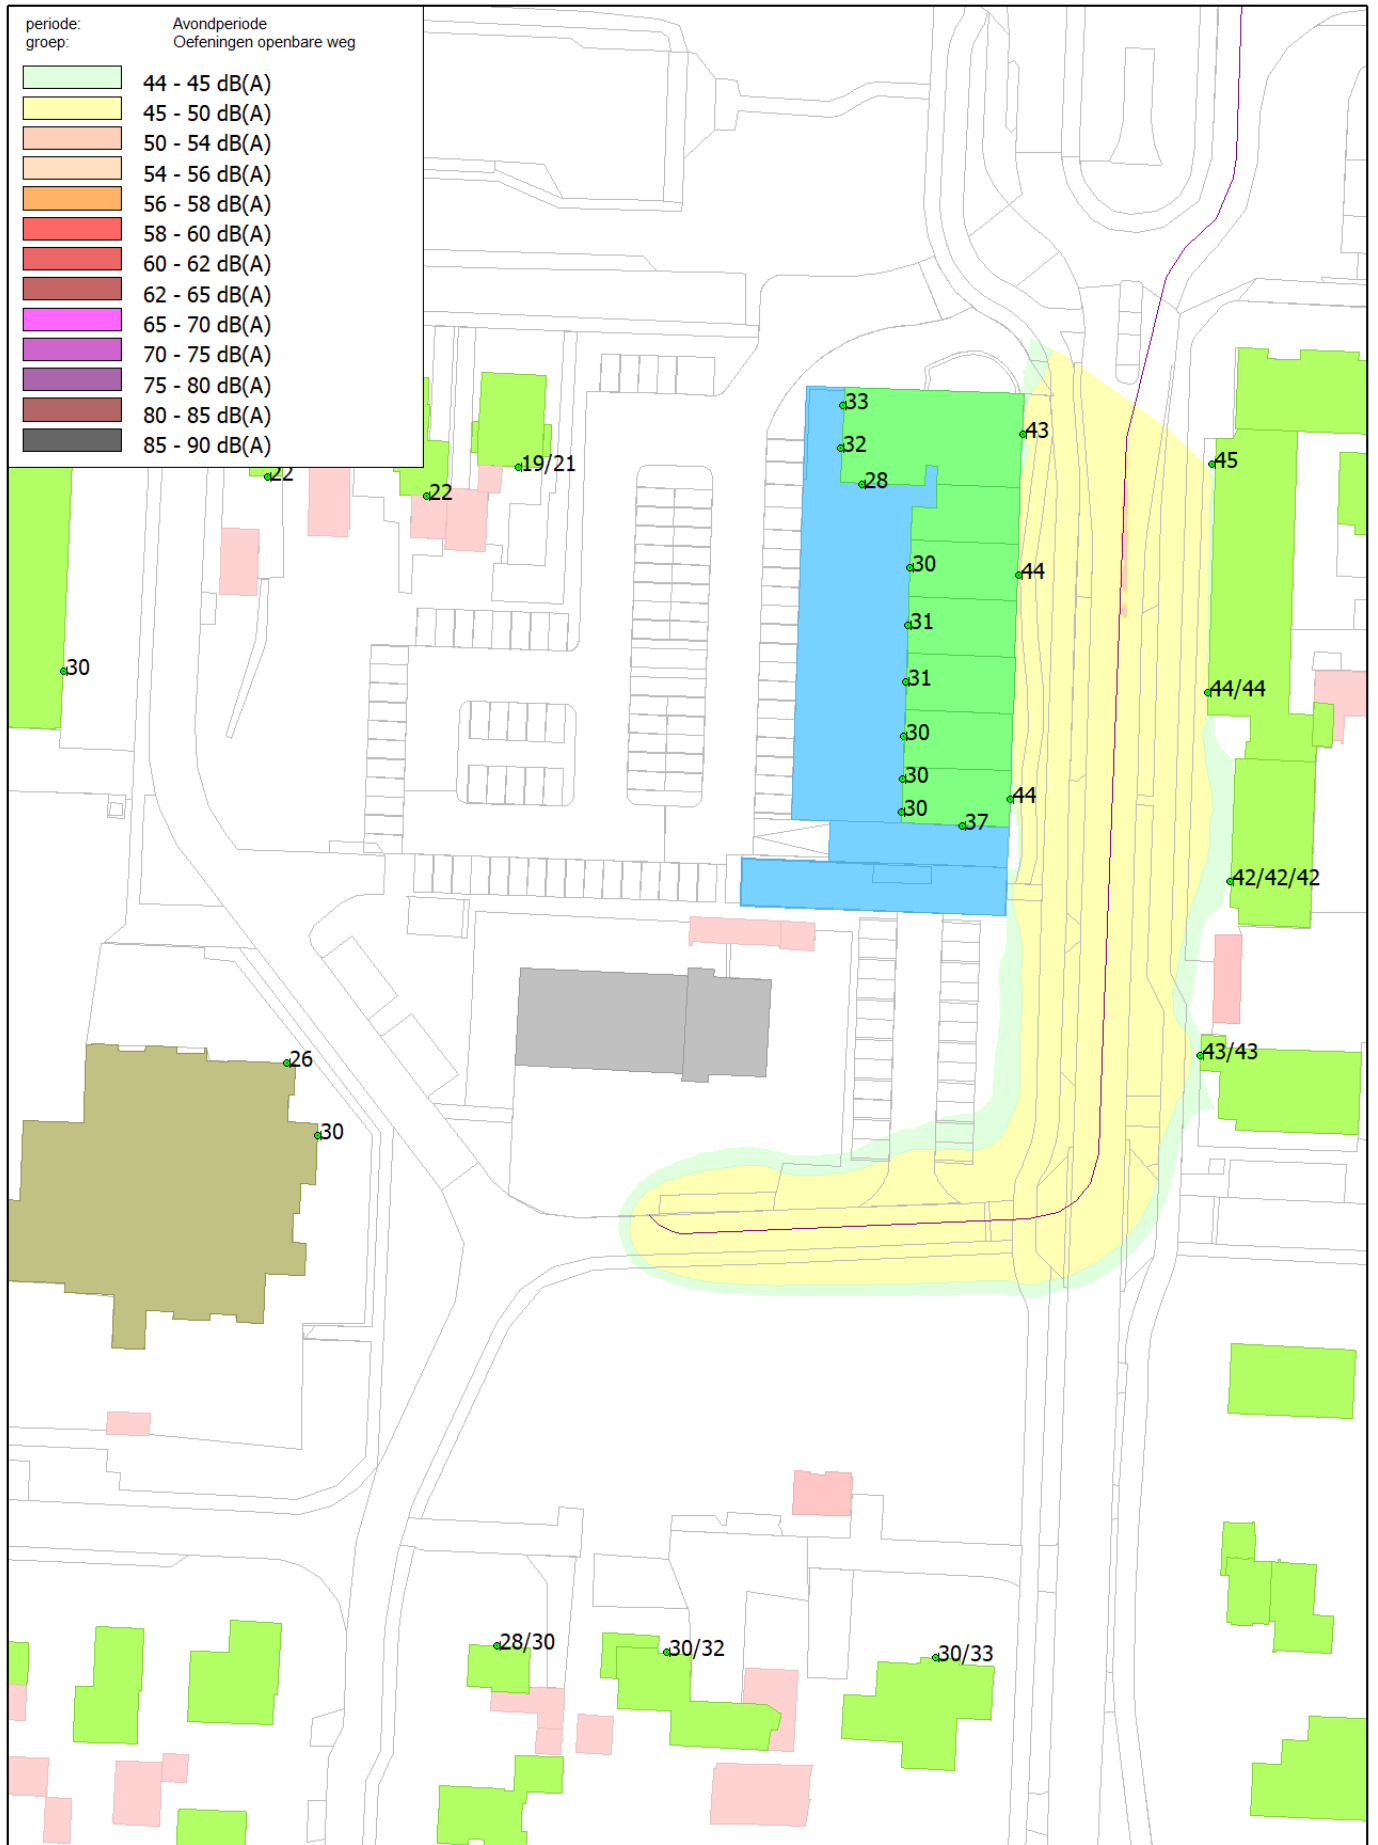 periode: Avondperiode
groep: Oefeningen openbare weg
44 - 45 dB(A)
45 - 50 dB(A)
50 - 54 dB(A)
54 - 56 dB(A)
56 - 58 dB(A)
58 - 60 dB(A)
60 - 62 dB(A)
62 - 65 dB(A)
65 - 70 dB(A)
70 - 75 dB(A)
75 - 80 dB(A)
80 - 85 dB(A)
85 - 90 dB(A)
33
43
32
45
19/21
22
28
22
30
44
31
30
31
44/44
30
30
44
30
37
42/42/42
43/43
26
30
28/30
30/32
30/33